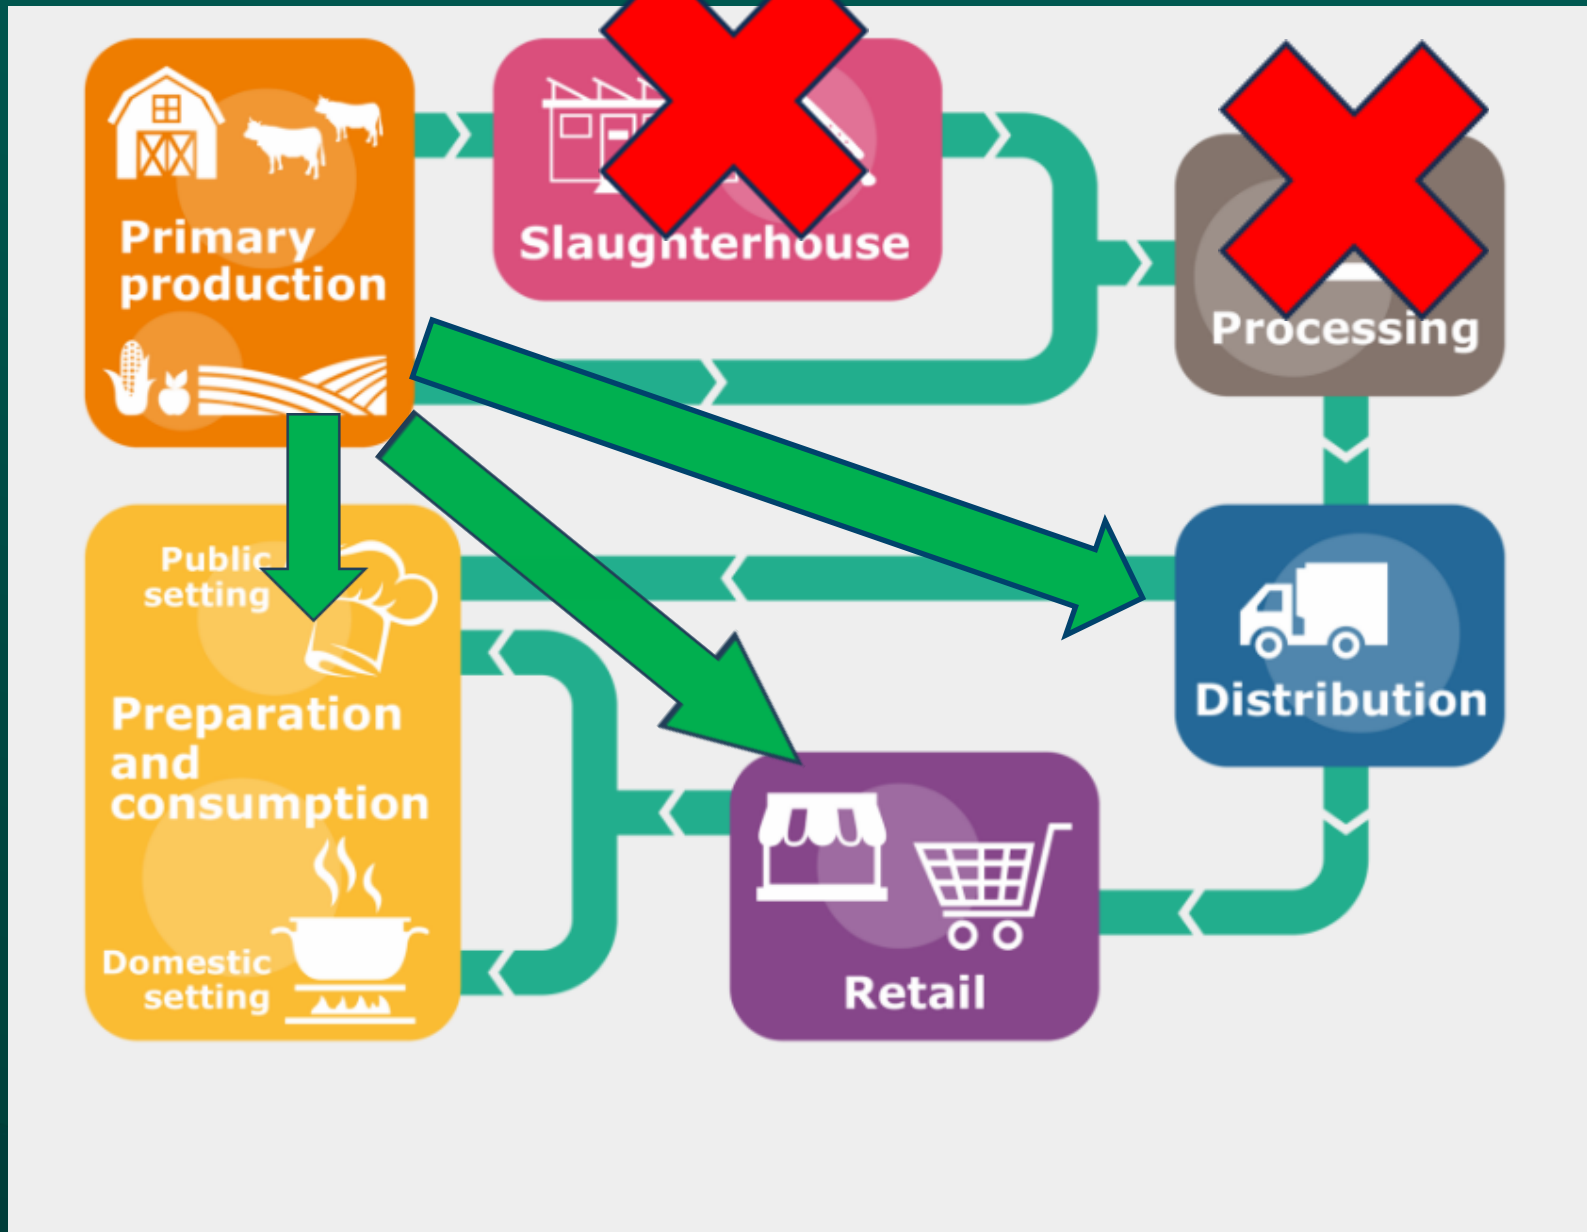 Primary
production
Slaughterhouse
Processing
Public
setting
Preparation
and
consumption
Domestic
setting
Distribution
Retail